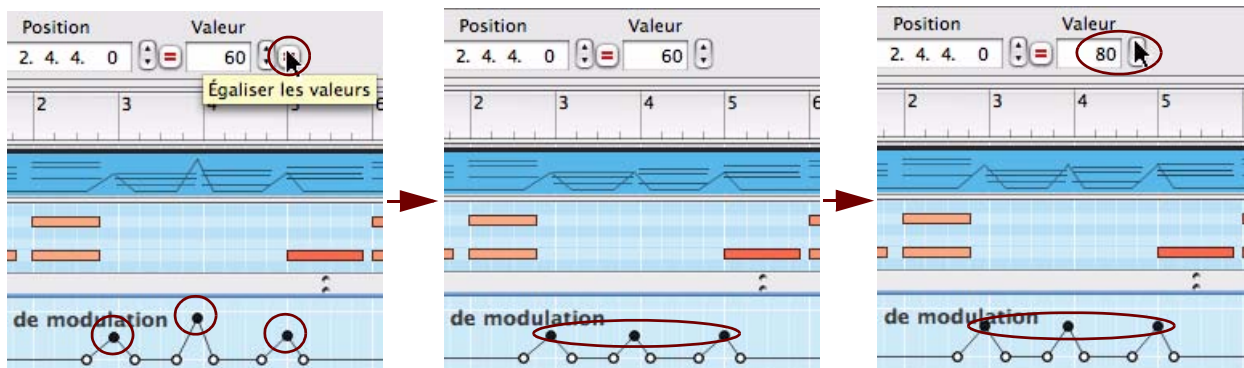 Position Valeur
2. 4. 4. 0 = 60 =
Égaliser les valeurs
2 3 4 5 6
de modulation
Position Valeur
2. 4. 4. 0 = 60
2 3 4 5 6
de modulation
Position Valeur
2. 4. 4. 0 = 80
2 3 4 5
de modulation